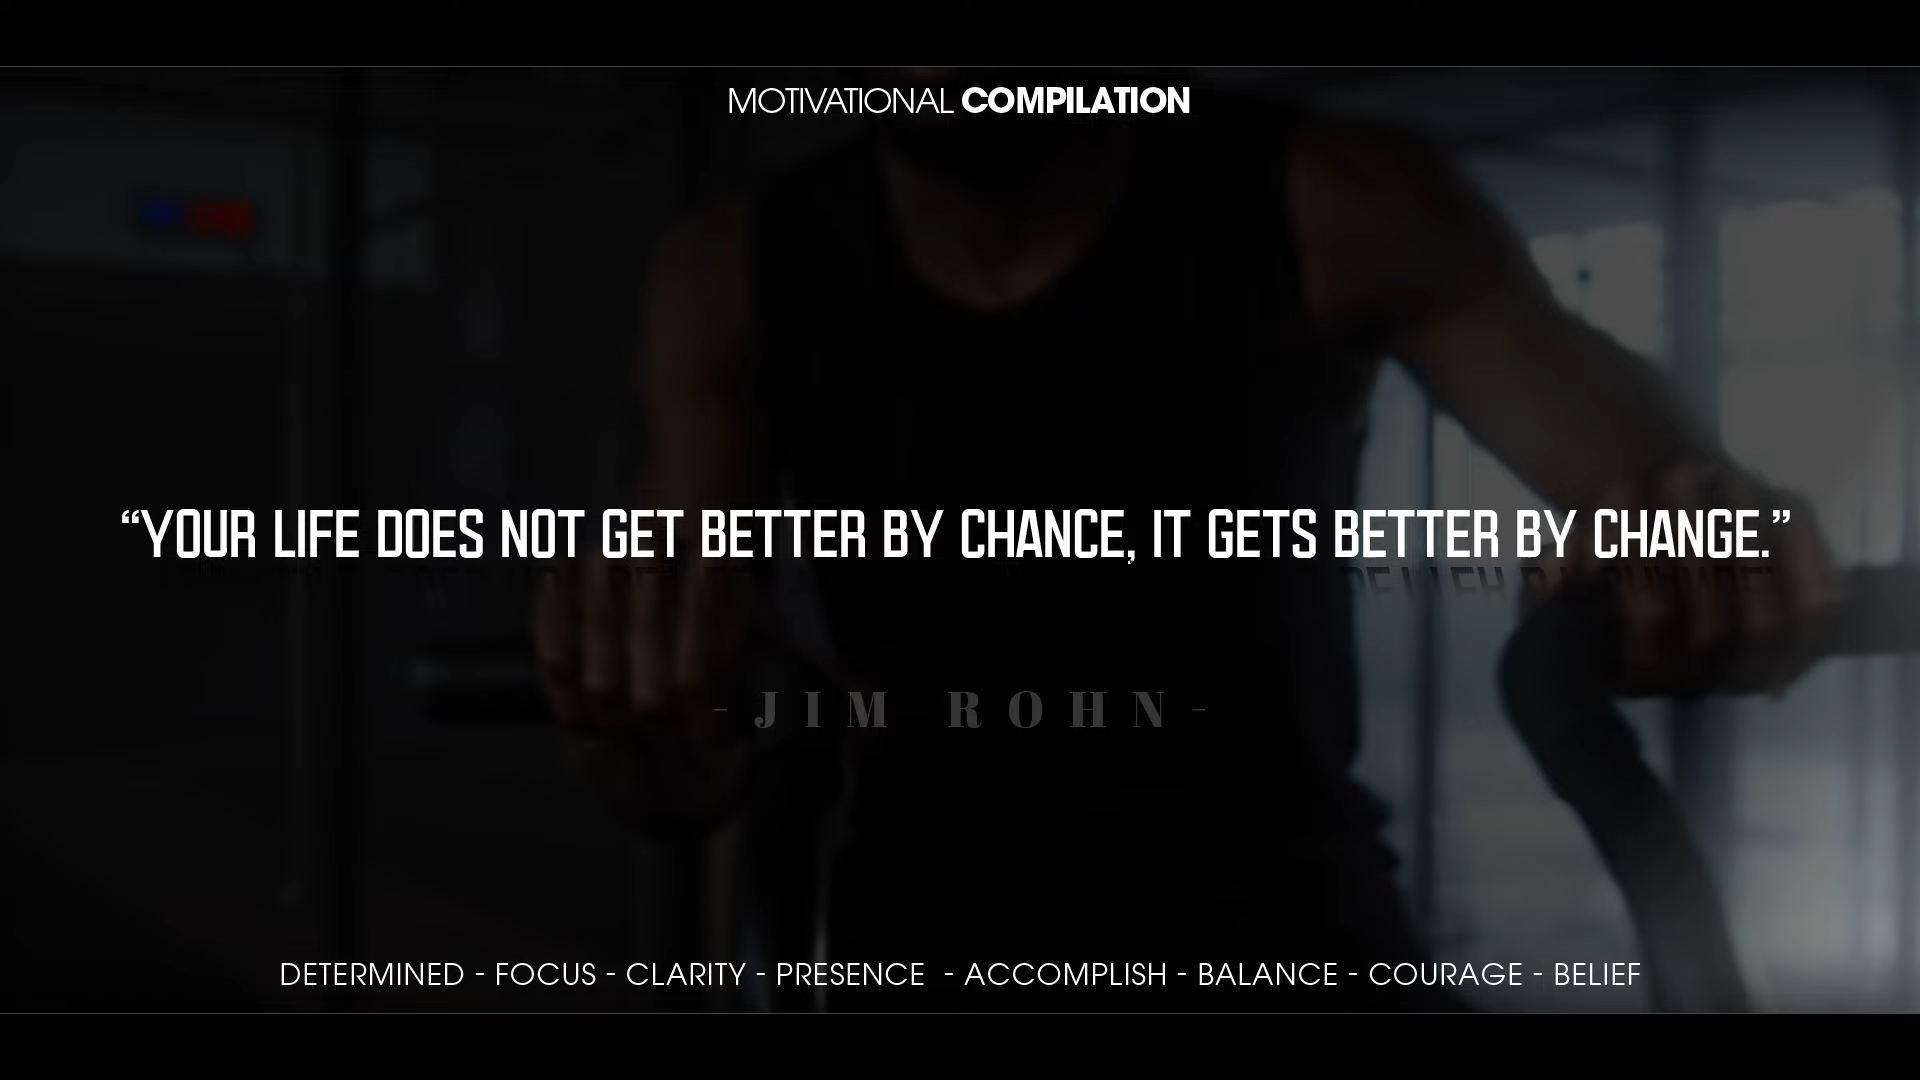 MOTIVATIONAL COMPILATION
“YOUR LIFE DOES NOT GET BETTER BY CHANCE, IT GETS BETTER BY CHANGE.”
- JIM ROHN -
DETERMINED - FOCUS - CLARITY - PRESENCE - ACCOMPLISH - BALANCE - COURAGE - BELIEF